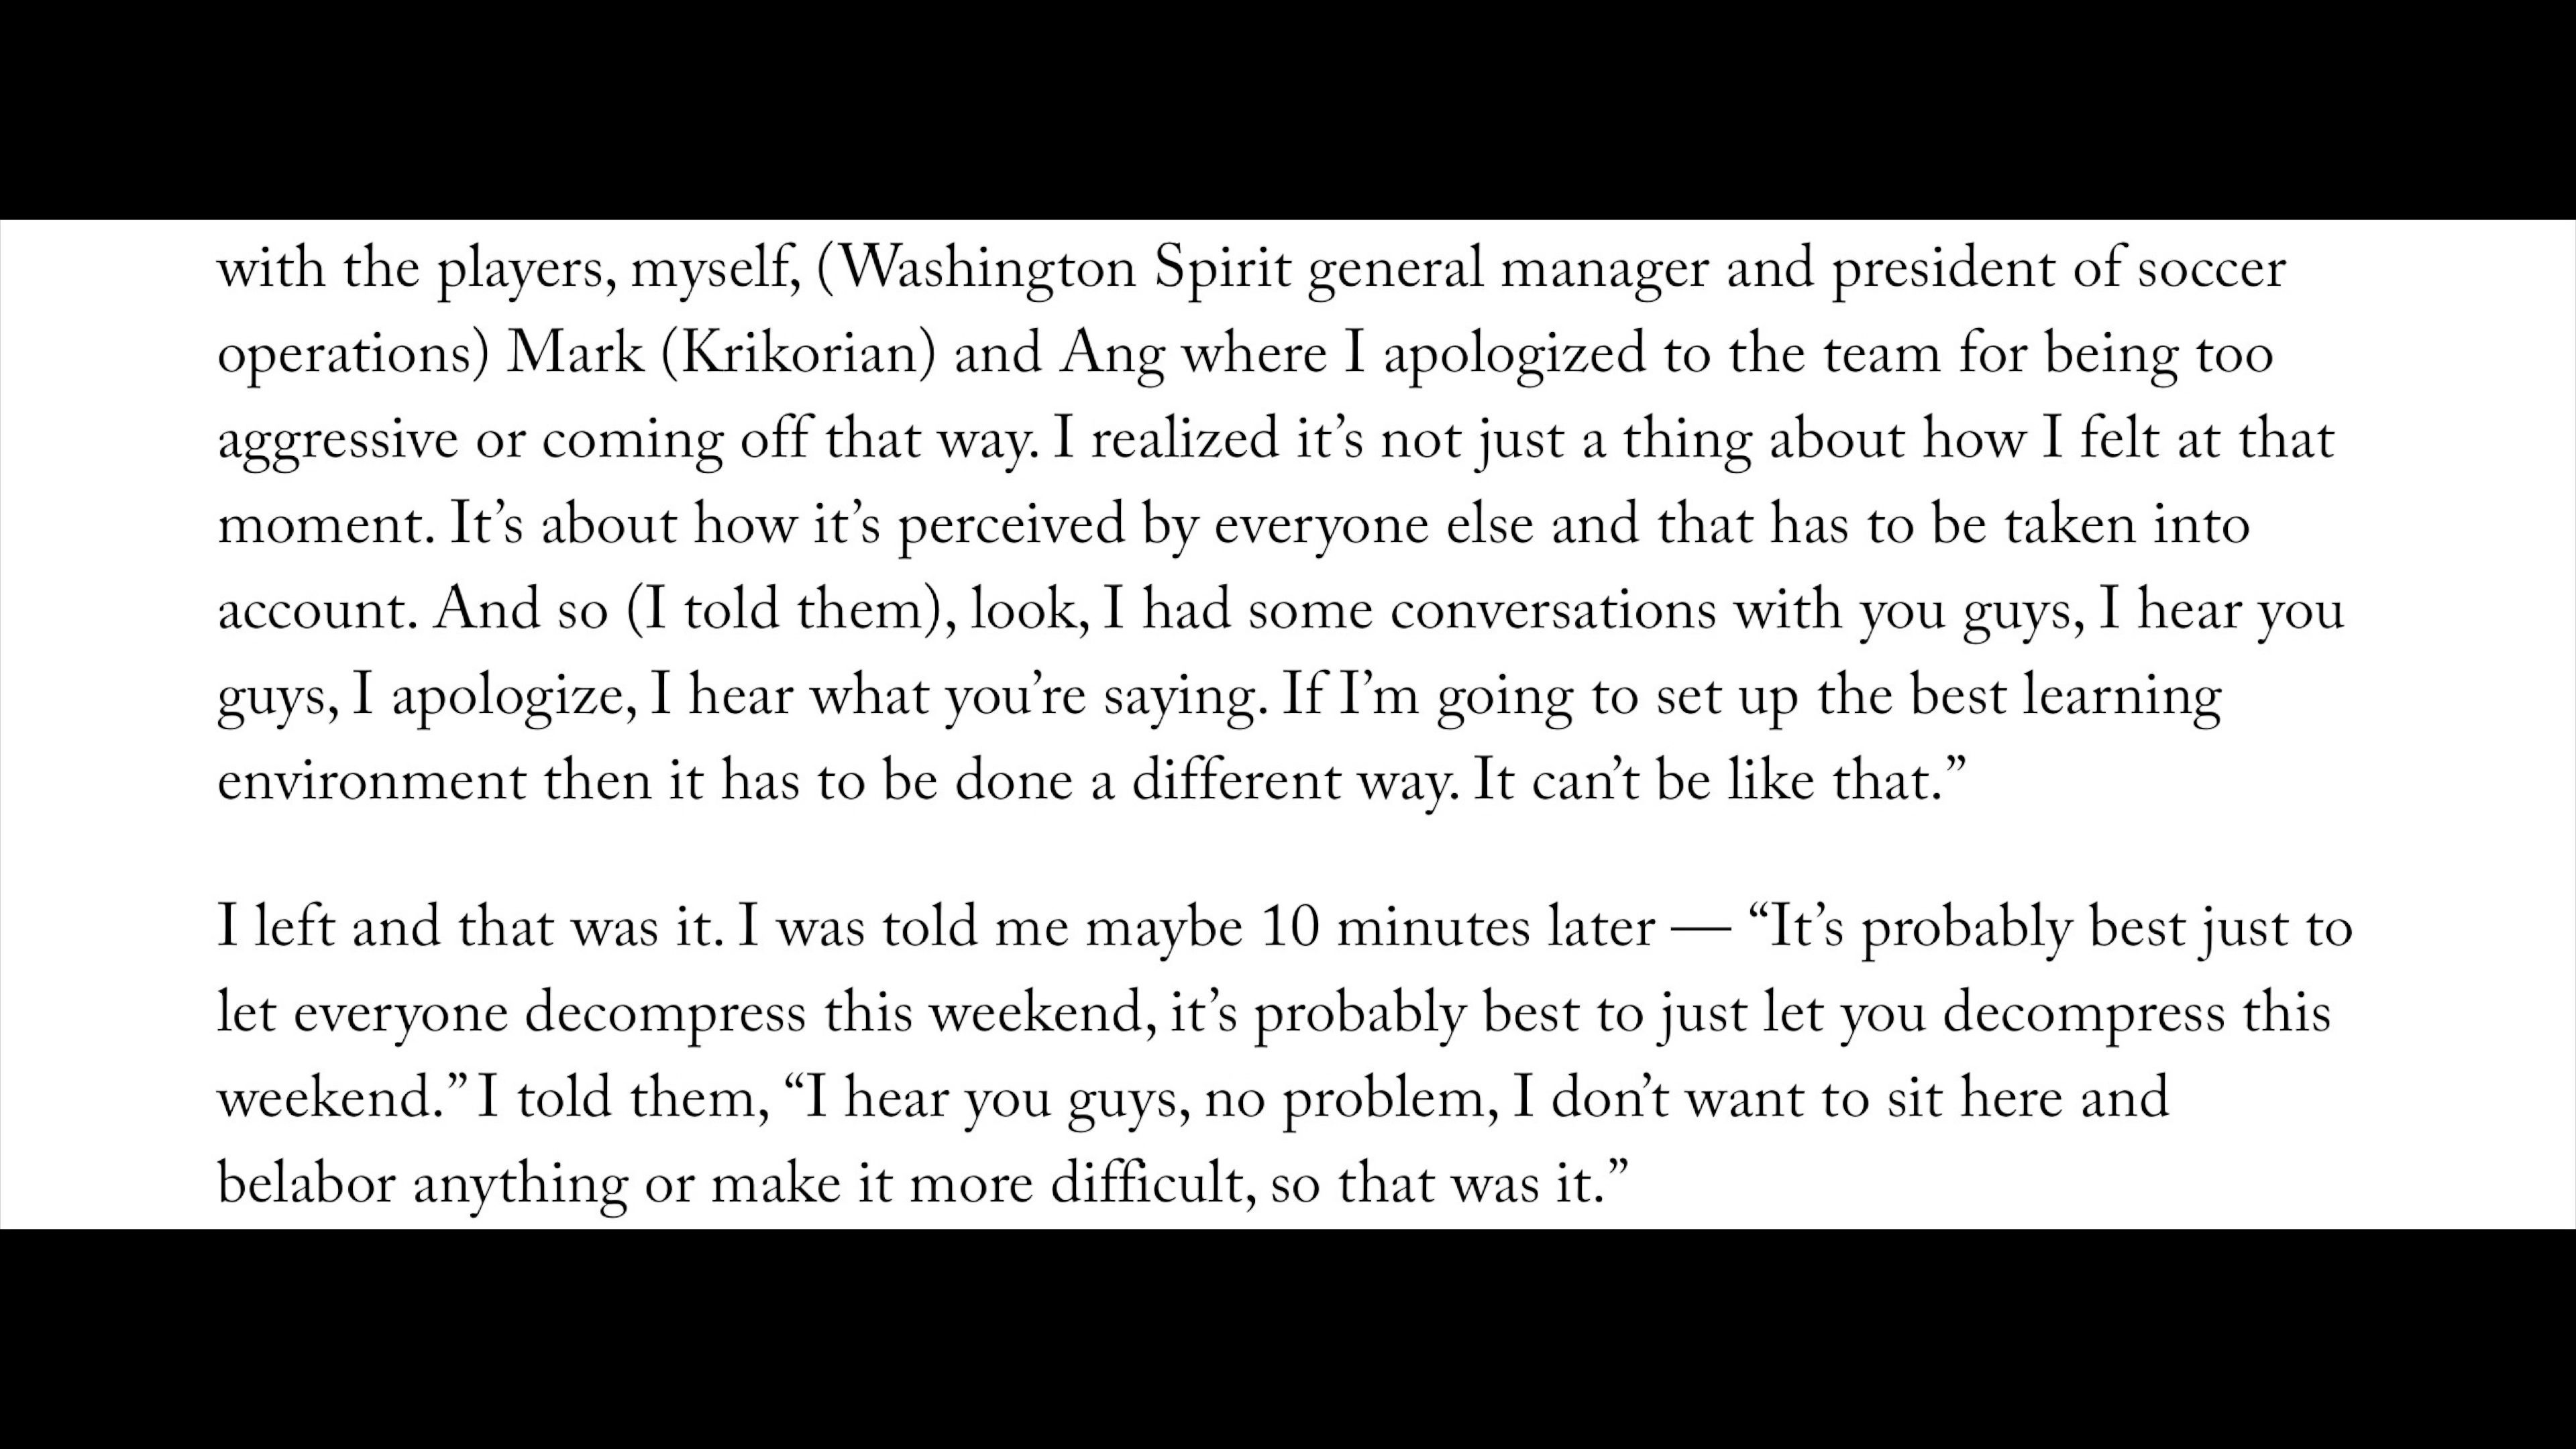 with the players, myself, (Washington Spirit general manager and president of soccer
operations) Mark (Krikorian) and Ang where I apologized to the team for being too
aggressive or coming off that way. I realized it’s not just a thing about how I felt at that
moment. It’s about how it’s perceived by everyone else and that has to be taken into
account. And so (I told them), look, I had some conversations with you guys, I hear you
guys, I apologize, I hear what you’re saying. If I’m going to set up the best learning
environment then it has to be done a different way. It can’t be like that.”
I left and that was it. I was told me maybe 10 minutes later — “It’s probably best just to
let everyone decompress this weekend, it’s probably best to just let you decompress this
weekend.” I told them, “I hear you guys, no problem, I don’t want to sit here and
belabor anything or make it more difficult, so that was it.”